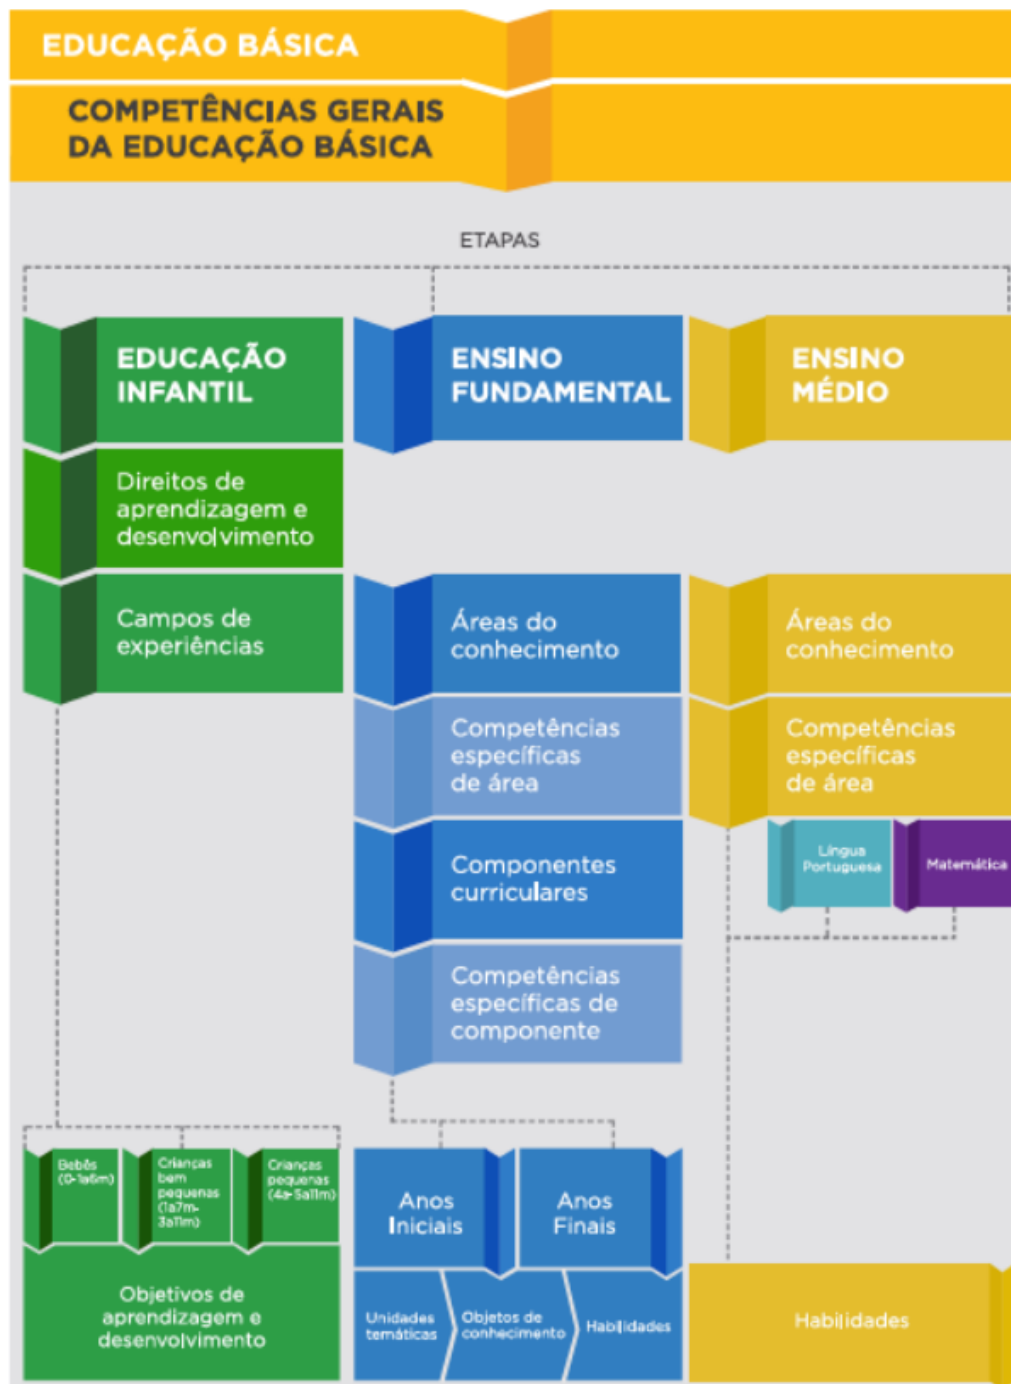 EDUCAÇÃO BÁSICA
COMPETÊNCIAS GERAIS
DA EDUCAÇÃO BÁSICA
ETAPAS
EDUCAÇÃO
INFANTIL
Direitos de
aprendizagem e
desenvolvimento
Campos de
experiências
Bebês
(0-1a6m)
Crianças
bem
pequenas
(1a7m-
3a11m)
Crianças
pequenas
(4a-5a11m)
Objetivos de
aprendizagem e
desenvolvimento
ENSINO
FUNDAMENTAL
Áreas do
conhecimento
Competências
específicas
de área
Componentes
curriculares
Competências
específicas de
componente
Anos
Iniciais
Anos
Finais
Unidades
temáticas
Objetos de
conhecimento
Habilidades
ENSINO
MÉDIO
Áreas do
conhecimento
Competências
específicas
de área
Língua
Portuguesa
Matemática
Habilidades